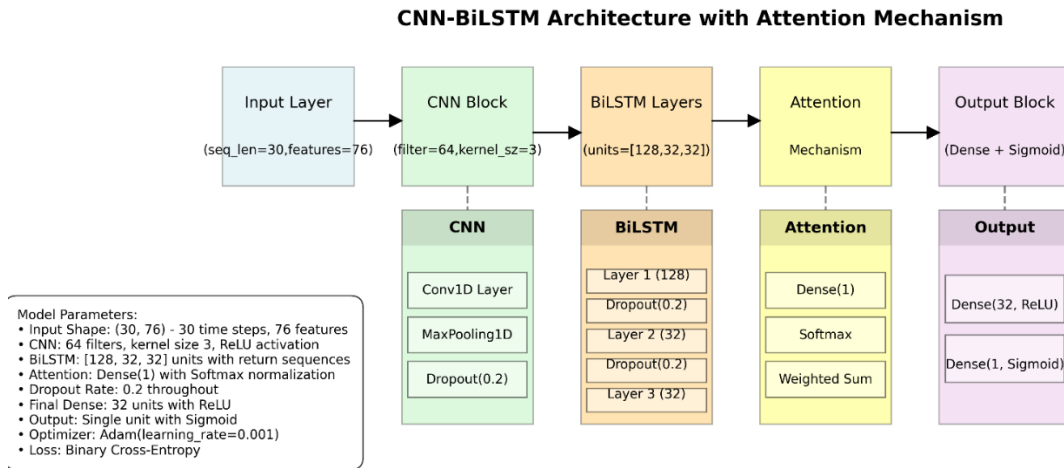 CNN-BiLSTM Architecture with Attention Mechanism
Input Layer
(seq_len=30,features=76)
CNN Block
(filter=64,kernel_sz=3)
BiLSTM Layers
(units=[128,32,32])
Attention
Mechanism
Output Block
(Dense + Sigmoid)
CNN
Conv1D Layer
MaxPooling1D
Dropout(0.2)
BiLSTM
Layer 1 (128)
Dropout(0.2)
Layer 2 (32)
Dropout(0.2)
Layer 3 (32)
Attention
Dense(1)
Softmax
Weighted Sum
Output
Dense(32, ReLU)
Dense(1, Sigmoid)
Model Parameters:
• Input Shape: (30, 76) - 30 time steps, 76 features
• CNN: 64 filters, kernel size 3, ReLU activation
• BiLSTM: [128, 32, 32] units with return sequences
• Attention: Dense(1) with Softmax normalization
• Dropout Rate: 0.2 throughout
• Final Dense: 32 units with ReLU
• Output: Single unit with Sigmoid
• Optimizer: Adam(learning_rate=0.001)
• Loss: Binary Cross-Entropy